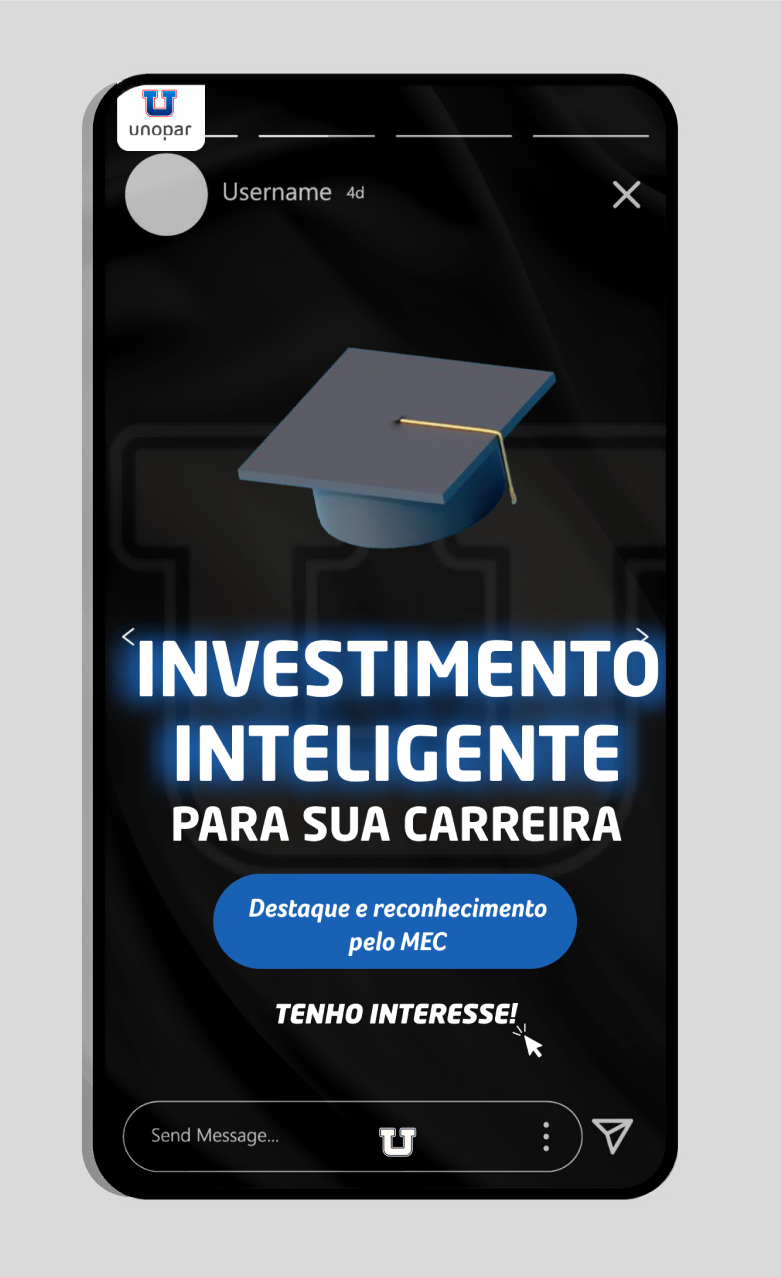 unopar
Username 4d
INVESTIMENTO
INTELIGENTE
PARA SUA CARREIRA
Destaque e reconhecimento
pelo MEC
TENHO INTERESSE!
Send Message...